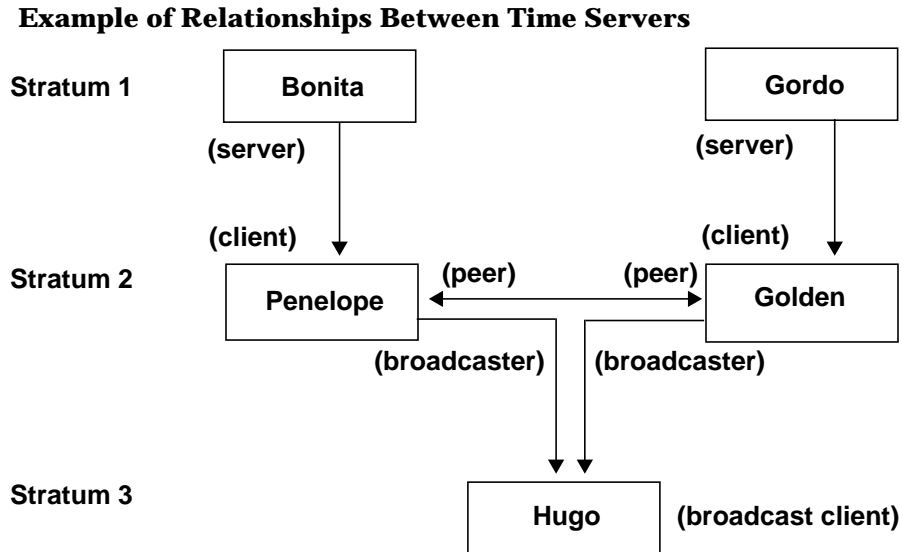 Example of Relationships Between Time Servers
Stratum 1
Bonita
Gordo
(server)
(server)
(client)
(client)
Stratum 2
Penelope
(peer)
(peer)
Golden
(broadcaster)
(broadcaster)
Stratum 3
Hugo
(broadcast client)